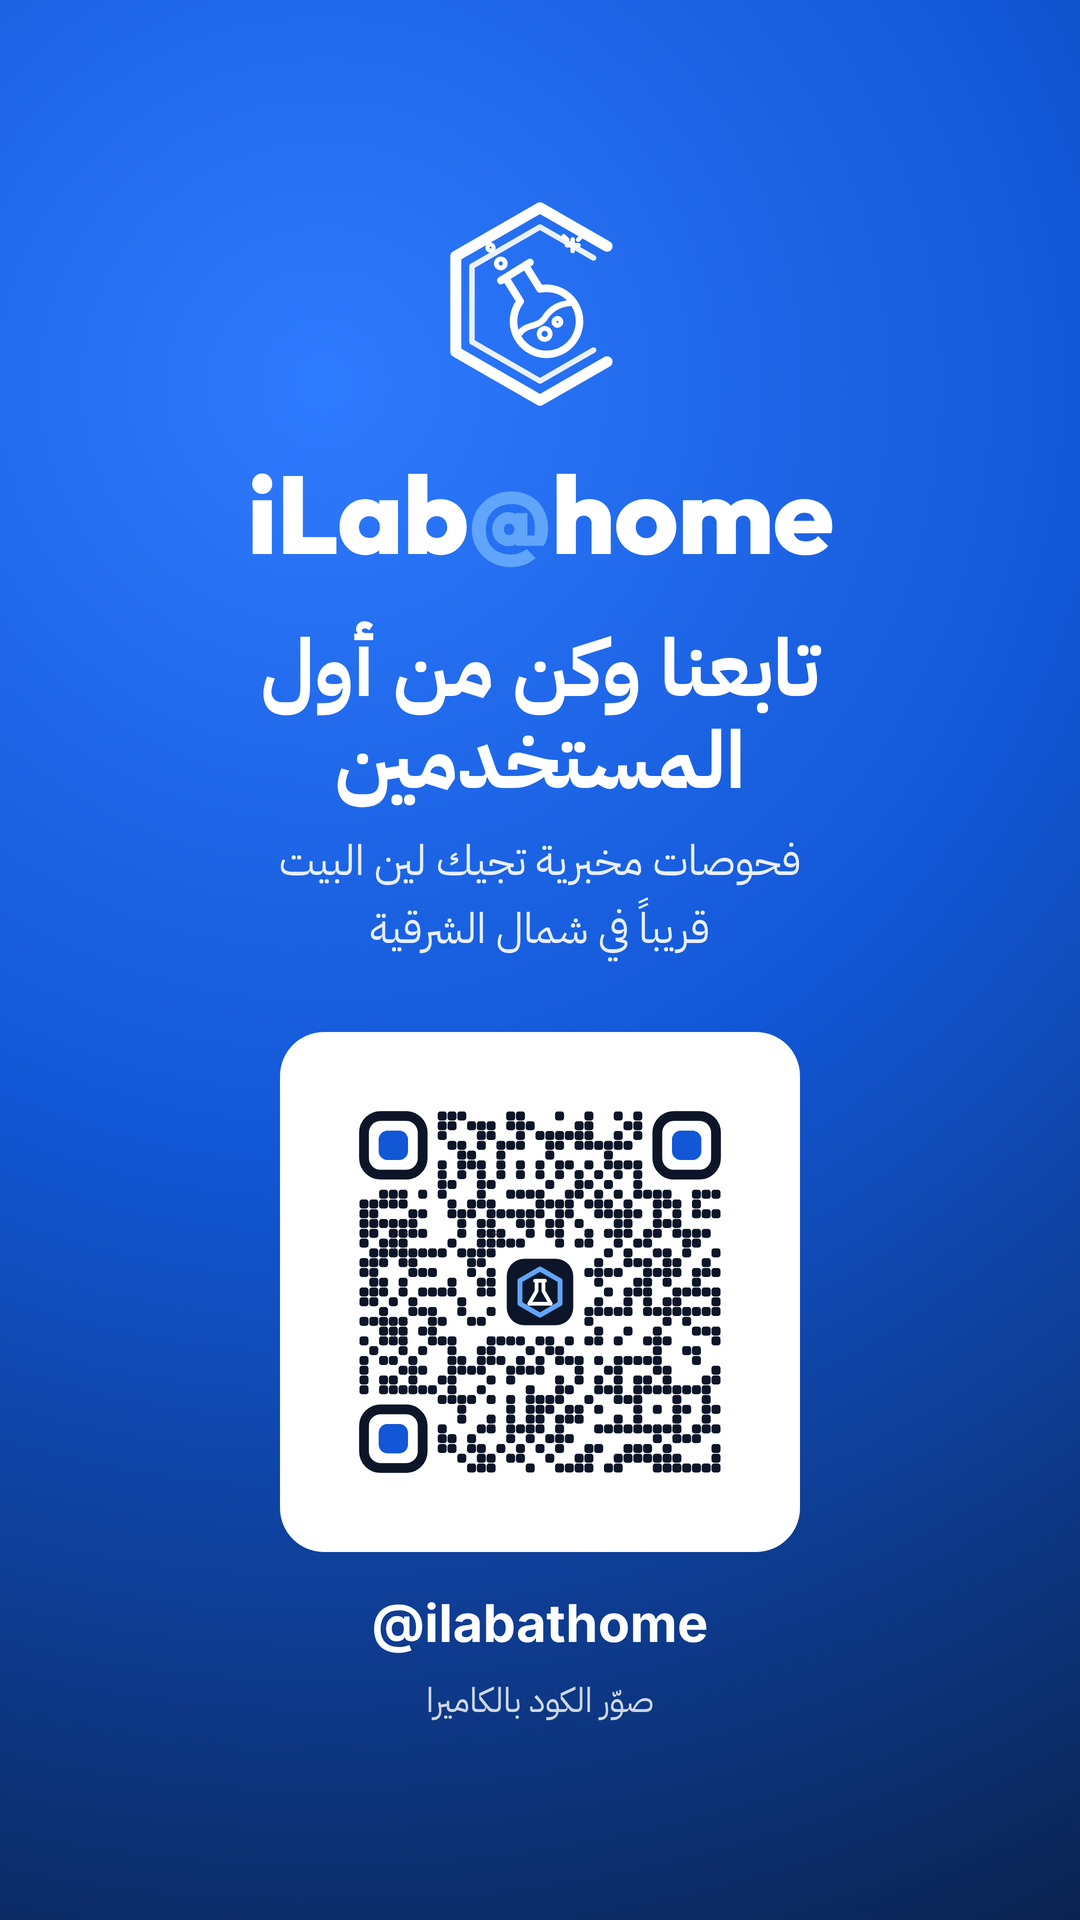 iLab@home
تابعنا وكن من أول
المستخدمين
فحوصات مخبرية تجيك لين البيت
قريباً في شمال الشرقية
@ilabathome
صوّر الكود بالكاميرا